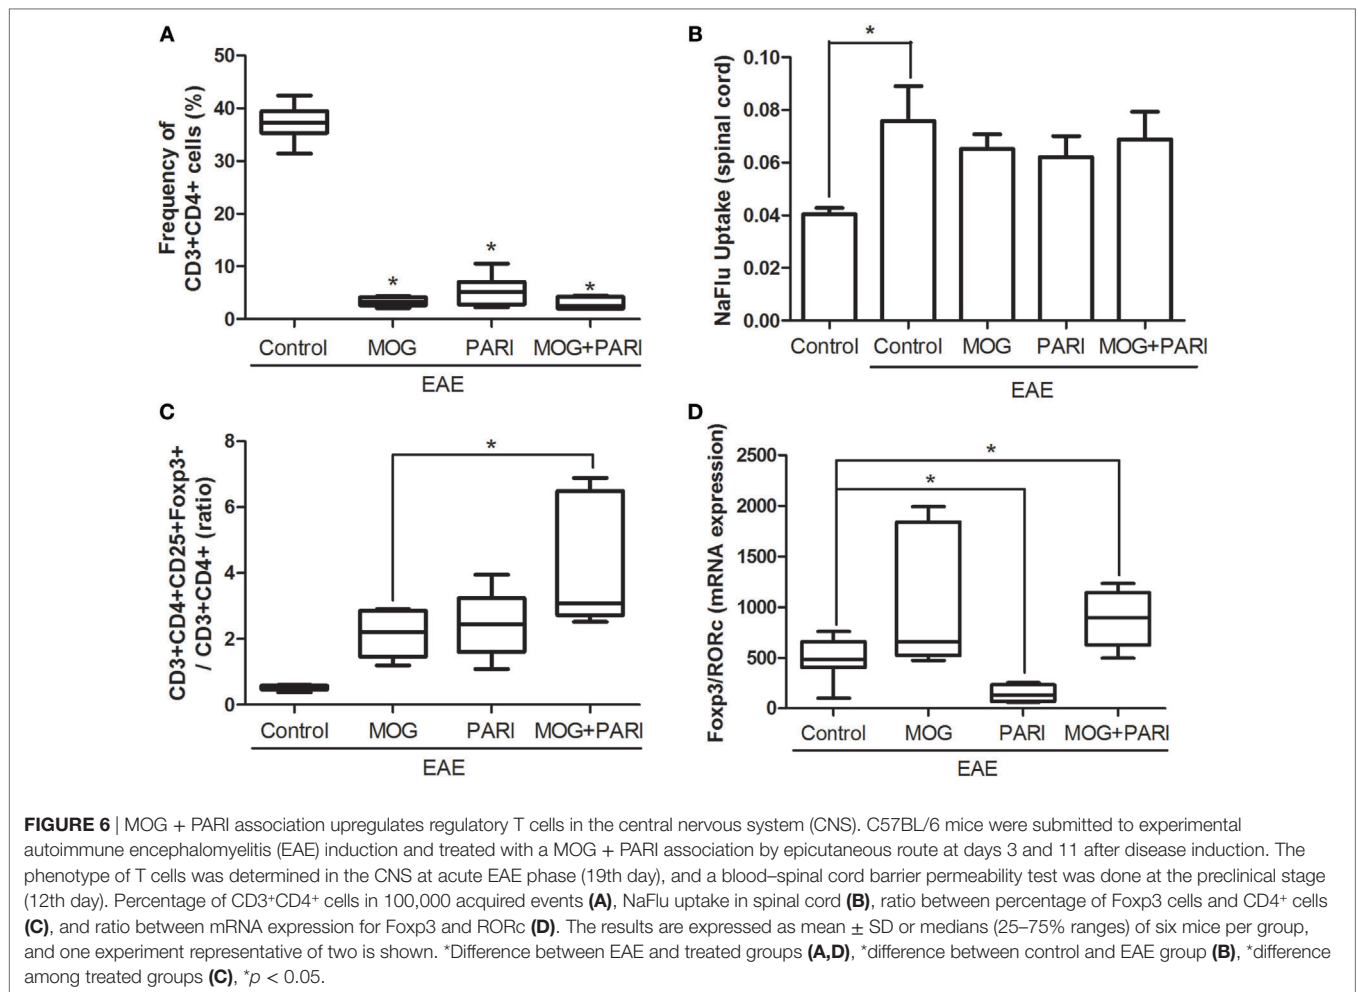 A
Frequency of
CD3+CD4+ cells (%)
50
40
30
20
10
0
*
*
*
Control MOG PARI MOG+PARI
EAE
B
NaFlu Uptake (spinal cord)
0.10
0.08
0.06
0.04
0.02
0.00
*
Control Control MOG PARI MOG+PARI
EAE
C
CD3+CD4+CD25+Foxp3+
/ CD3+CD4+ (ratio)
8
6
4
2
0
*
Control MOG PARI MOG+PARI
EAE
D
Foxp3/RORc (mRNA expression)
2500
2000
1500
1000
500
0
*
*
Control MOG PARI MOG+PARI
EAE
FIGURE 6 | MOG + PARI association upregulates regulatory T cells in the central nervous system (CNS). C57BL/6 mice were submitted to experimental
autoimmune encephalomyelitis (EAE) induction and treated with a MOG + PARI association by epicutaneous route at days 3 and 11 after disease induction. The
phenotype of T cells was determined in the CNS at acute EAE phase (19th day), and a blood–spinal cord barrier permeability test was done at the preclinical stage
(12th day). Percentage of CD3⁺CD4⁺ cells in 100,000 acquired events (A), NaFlu uptake in spinal cord (B), ratio between percentage of Foxp3 cells and CD4⁺ cells
(C), and ratio between mRNA expression for Foxp3 and RORc (D). The results are expressed as mean ± SD or medians (25–75% ranges) of six mice per group,
and one experiment representative of two is shown. *Difference between EAE and treated groups (A,D), *difference between control and EAE group (B), *difference
among treated groups (C), *p < 0.05.